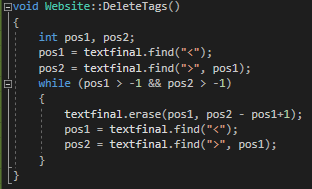 void Website::DeleteTags()
{
int pos1, pos2;
pos1 = textfinal.find("<");
pos2 = textfinal.find(">", pos1);
while (pos1 > -1 && pos2 > -1)
{
textfinal.erase(pos1, pos2 - pos1+1);
pos1 = textfinal.find("<");
pos2 = textfinal.find(">", pos1);
}
}